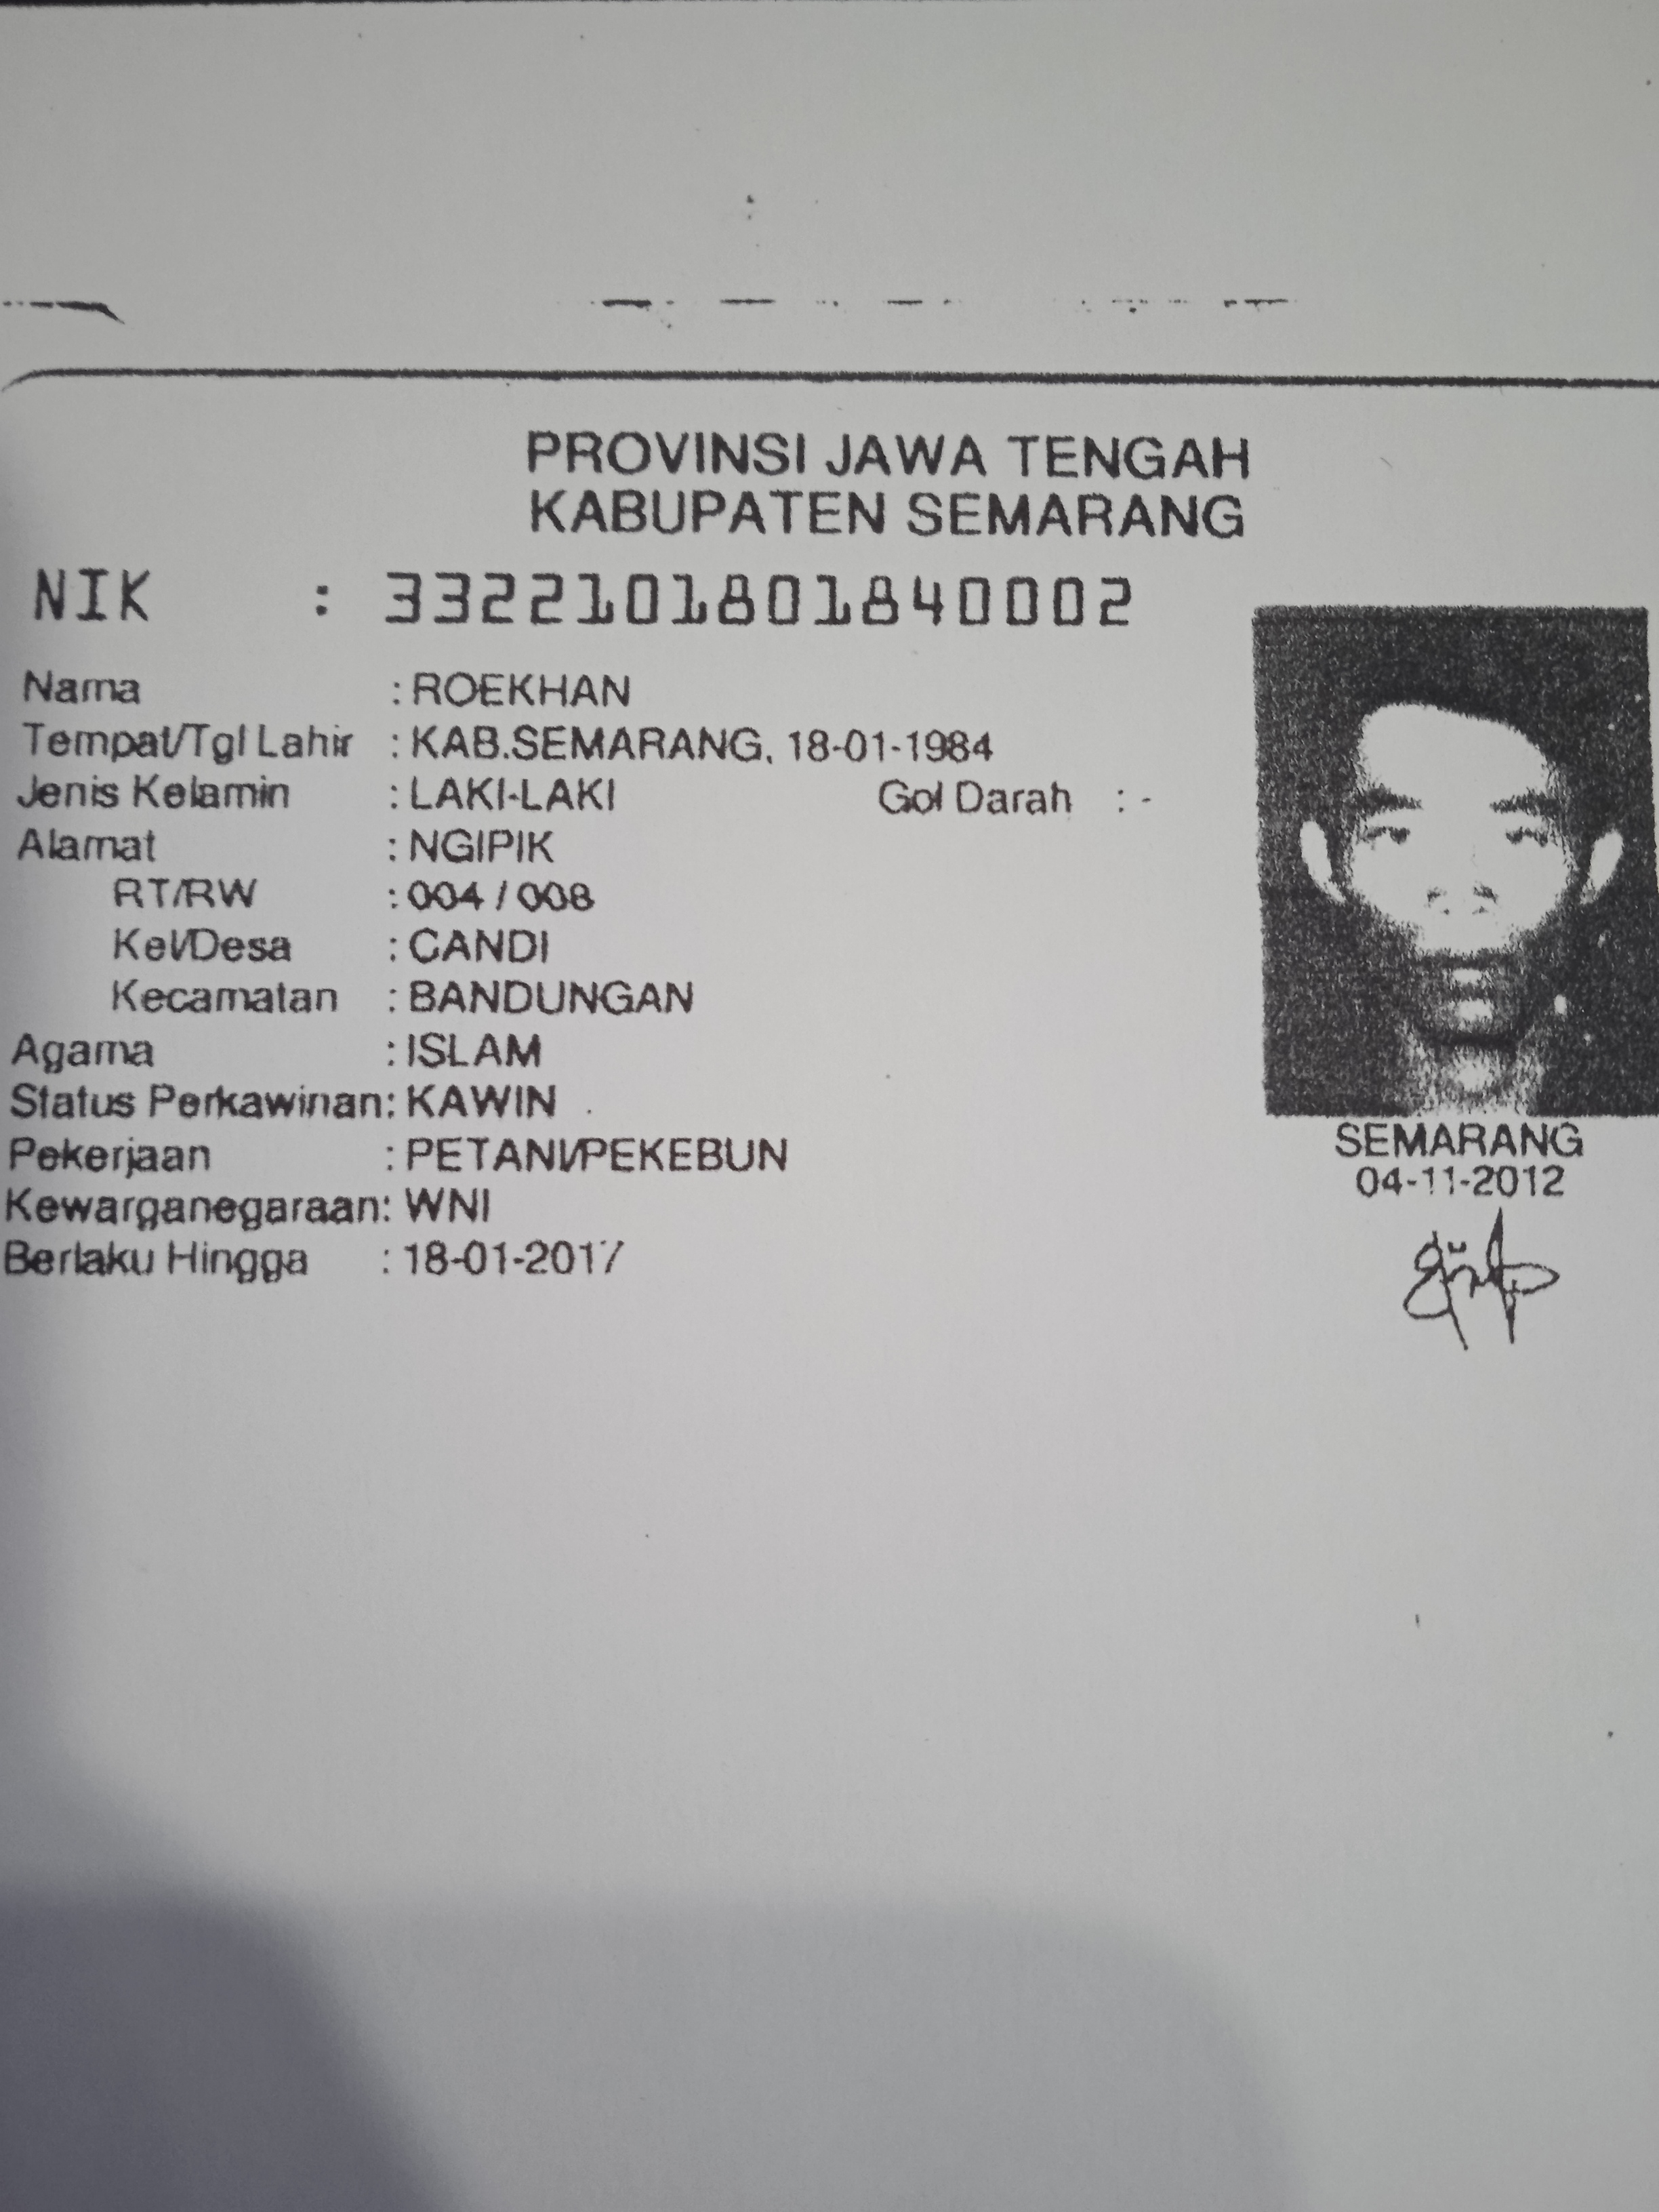 PROVINSI JAWA TENGAH
KABUPATEN SEMARANG
NIK : 3322101801840002
Nama : ROEKHAN
Tempat/Tgl Lahir : KAB.SEMARANG, 18-01-1984
Jenis Kelamin : LAKI-LAKI Gol Darah : -
Alamat : NGIPIK
RT/RW : 004 / 008
Kel/Desa : CANDI
Kecamatan : BANDUNGAN
Agama : ISLAM
Status Perkawinan: KAWIN
Pekerjaan : PETANI/PEKEBUN
Kewarganegaraan: WNI
Berlaku Hingga : 18-01-2017
SEMARANG
04-11-2012